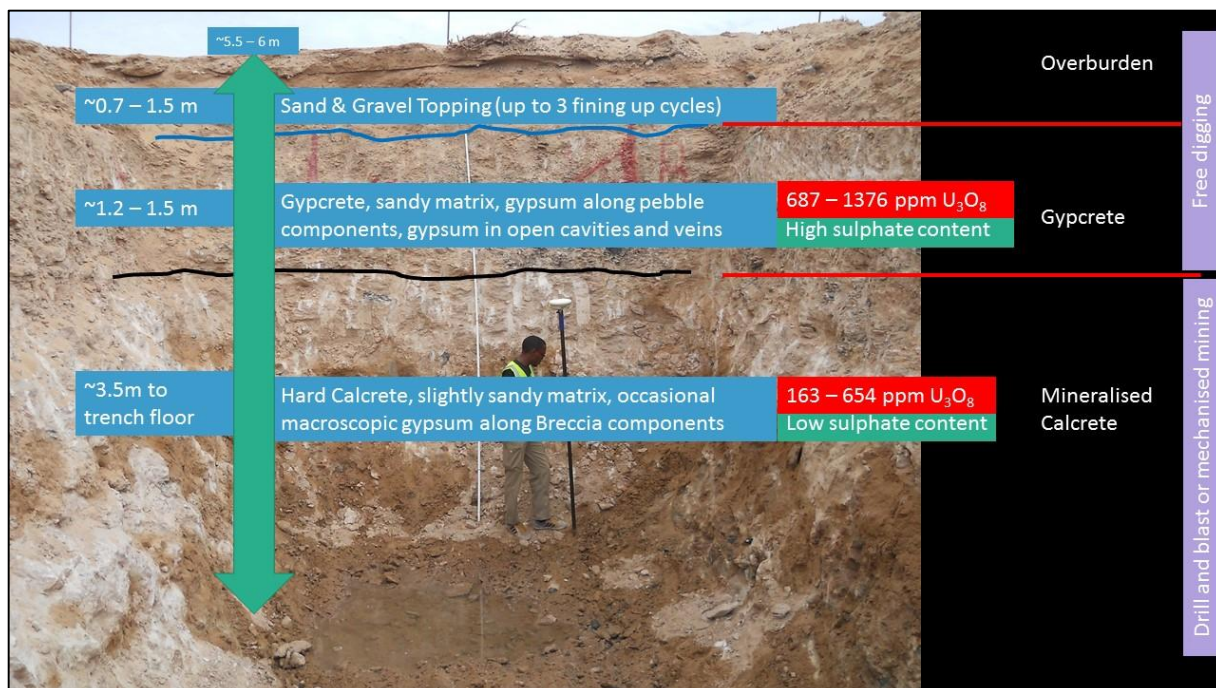 ~5.5 – 6 m
Overburden
~0.7 – 1.5 m
Sand & Gravel Topping (up to 3 fining up cycles)
Free digging
~1.2 – 1.5 m
Gypcrete, sandy matrix, gypsum along pebble
components, gypsum in open cavities and veins
687 – 1376 ppm U₃O₈
High sulphate content
Gypcrete
~3.5m to
trench floor
Hard Calcrete, slightly sandy matrix, occasional
macroscopic gypsum along Breccia components
163 – 654 ppm U₃O₈
Low sulphate content
Mineralised
Calcrete
Drill and blast or mechanised mining